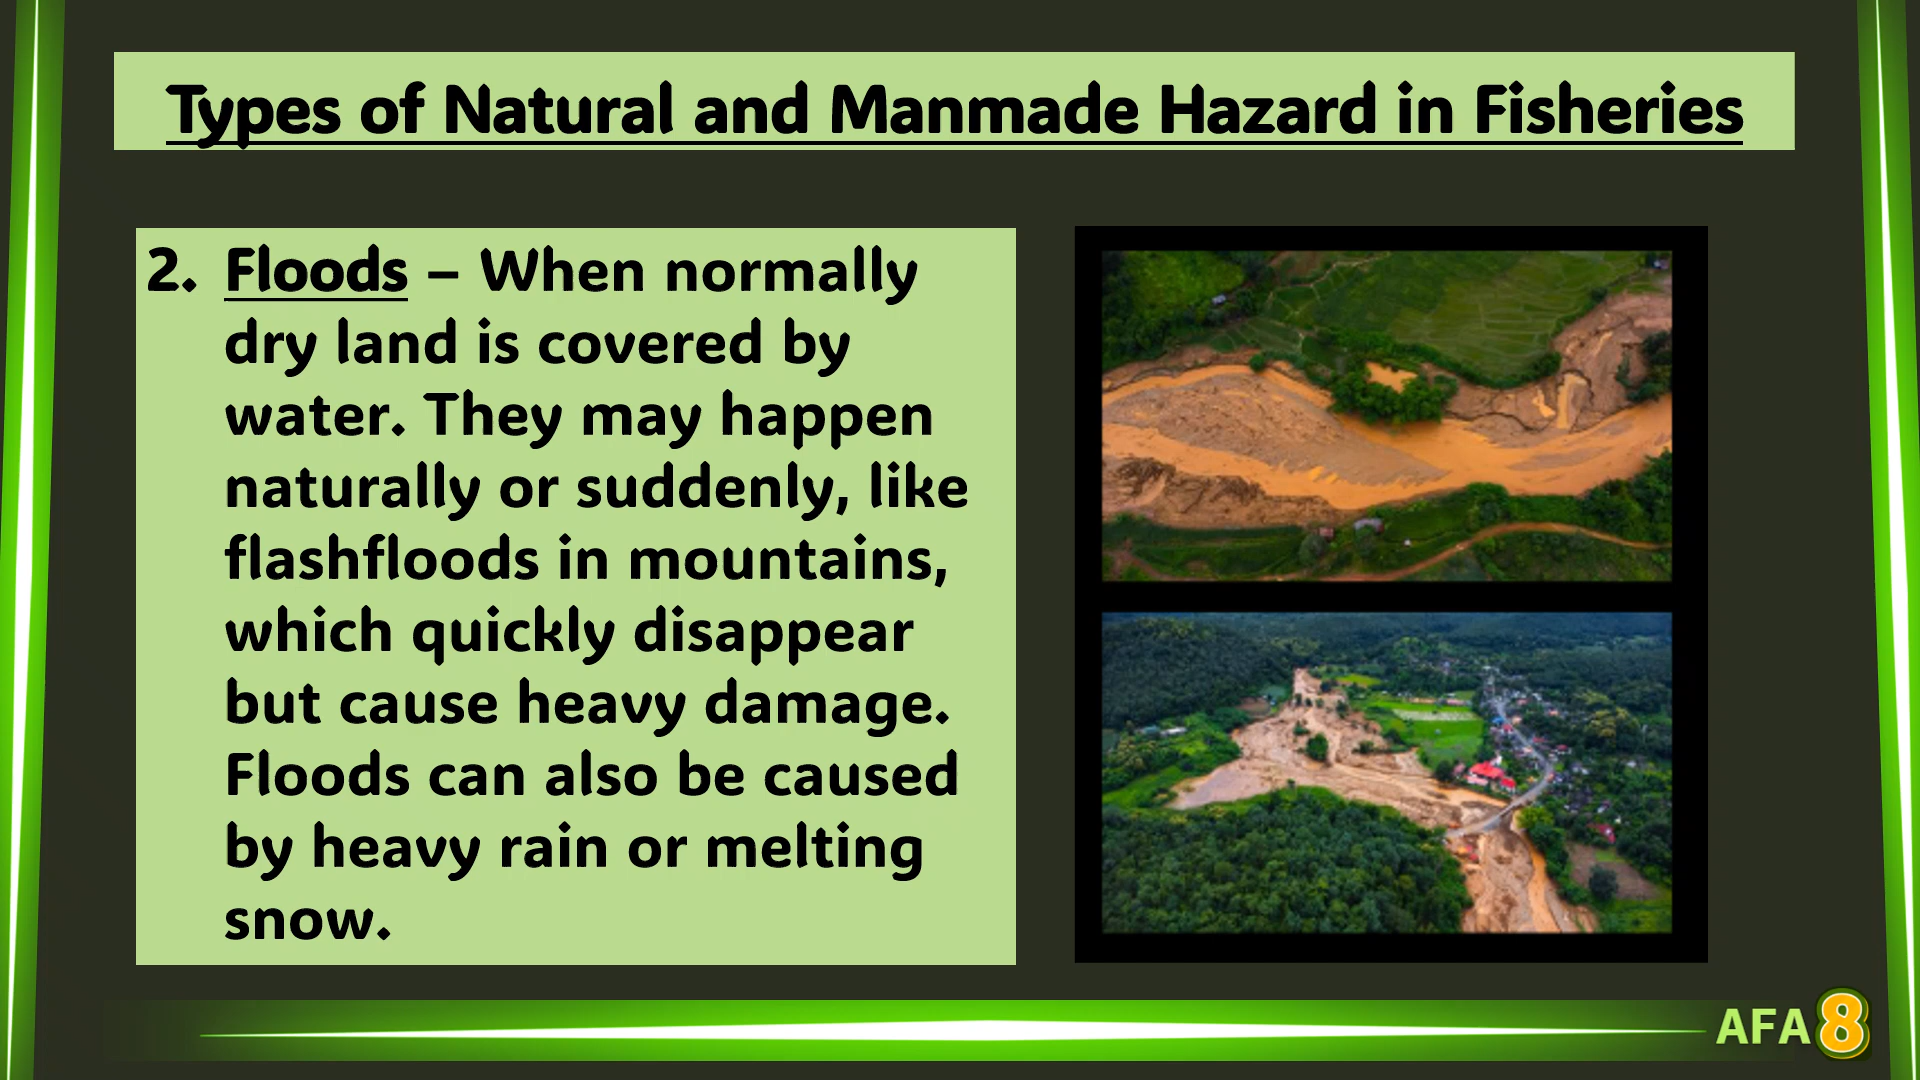 Types of Natural and Manmade Hazard in Fisheries
2. Floods – When normally
dry land is covered by
water. They may happen
naturally or suddenly, like
flashfloods in mountains,
which quickly disappear
but cause heavy damage.
Floods can also be caused
by heavy rain or melting
snow.
AFA 8